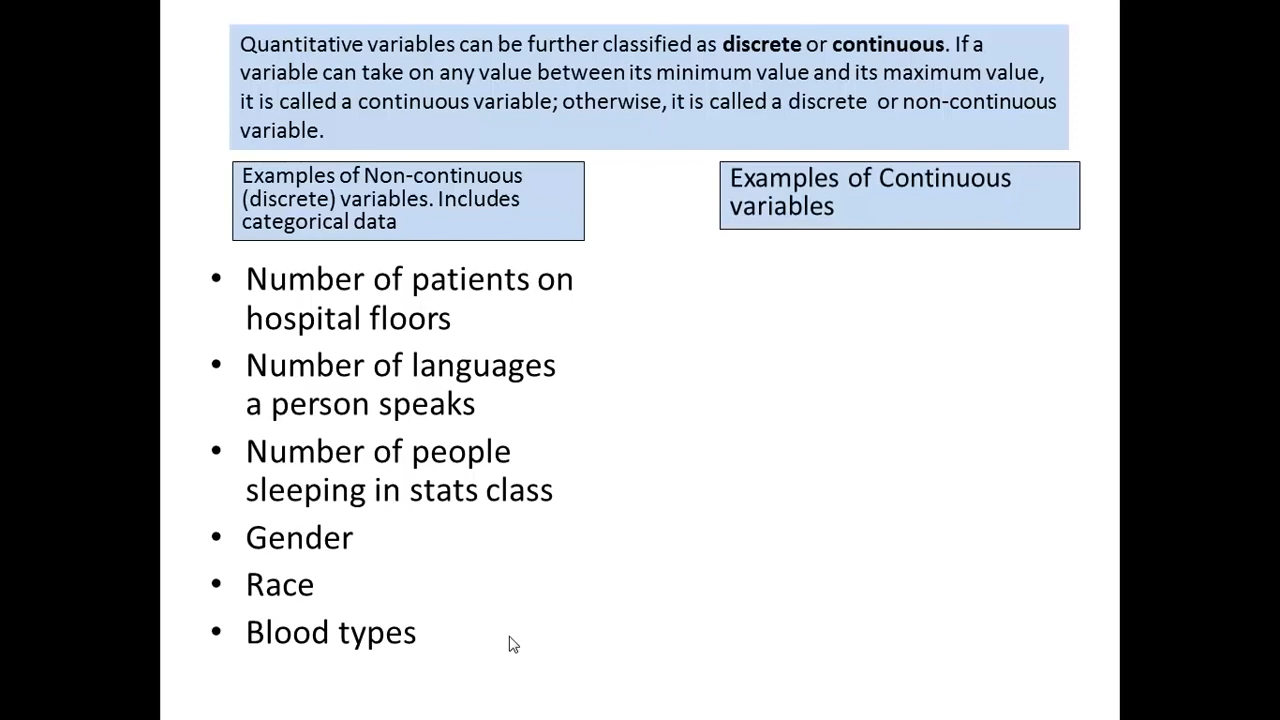 Quantitative variables can be further classified as discrete or continuous. If a
variable can take on any value between its minimum value and its maximum value,
it is called a continuous variable; otherwise, it is called a discrete or non-continuous
variable.
Examples of Non-continuous
(discrete) variables. Includes
categorical data
• Number of patients on
hospital floors
• Number of languages
a person speaks
• Number of people
sleeping in stats class
• Gender
• Race
• Blood types
Examples of Continuous
variables